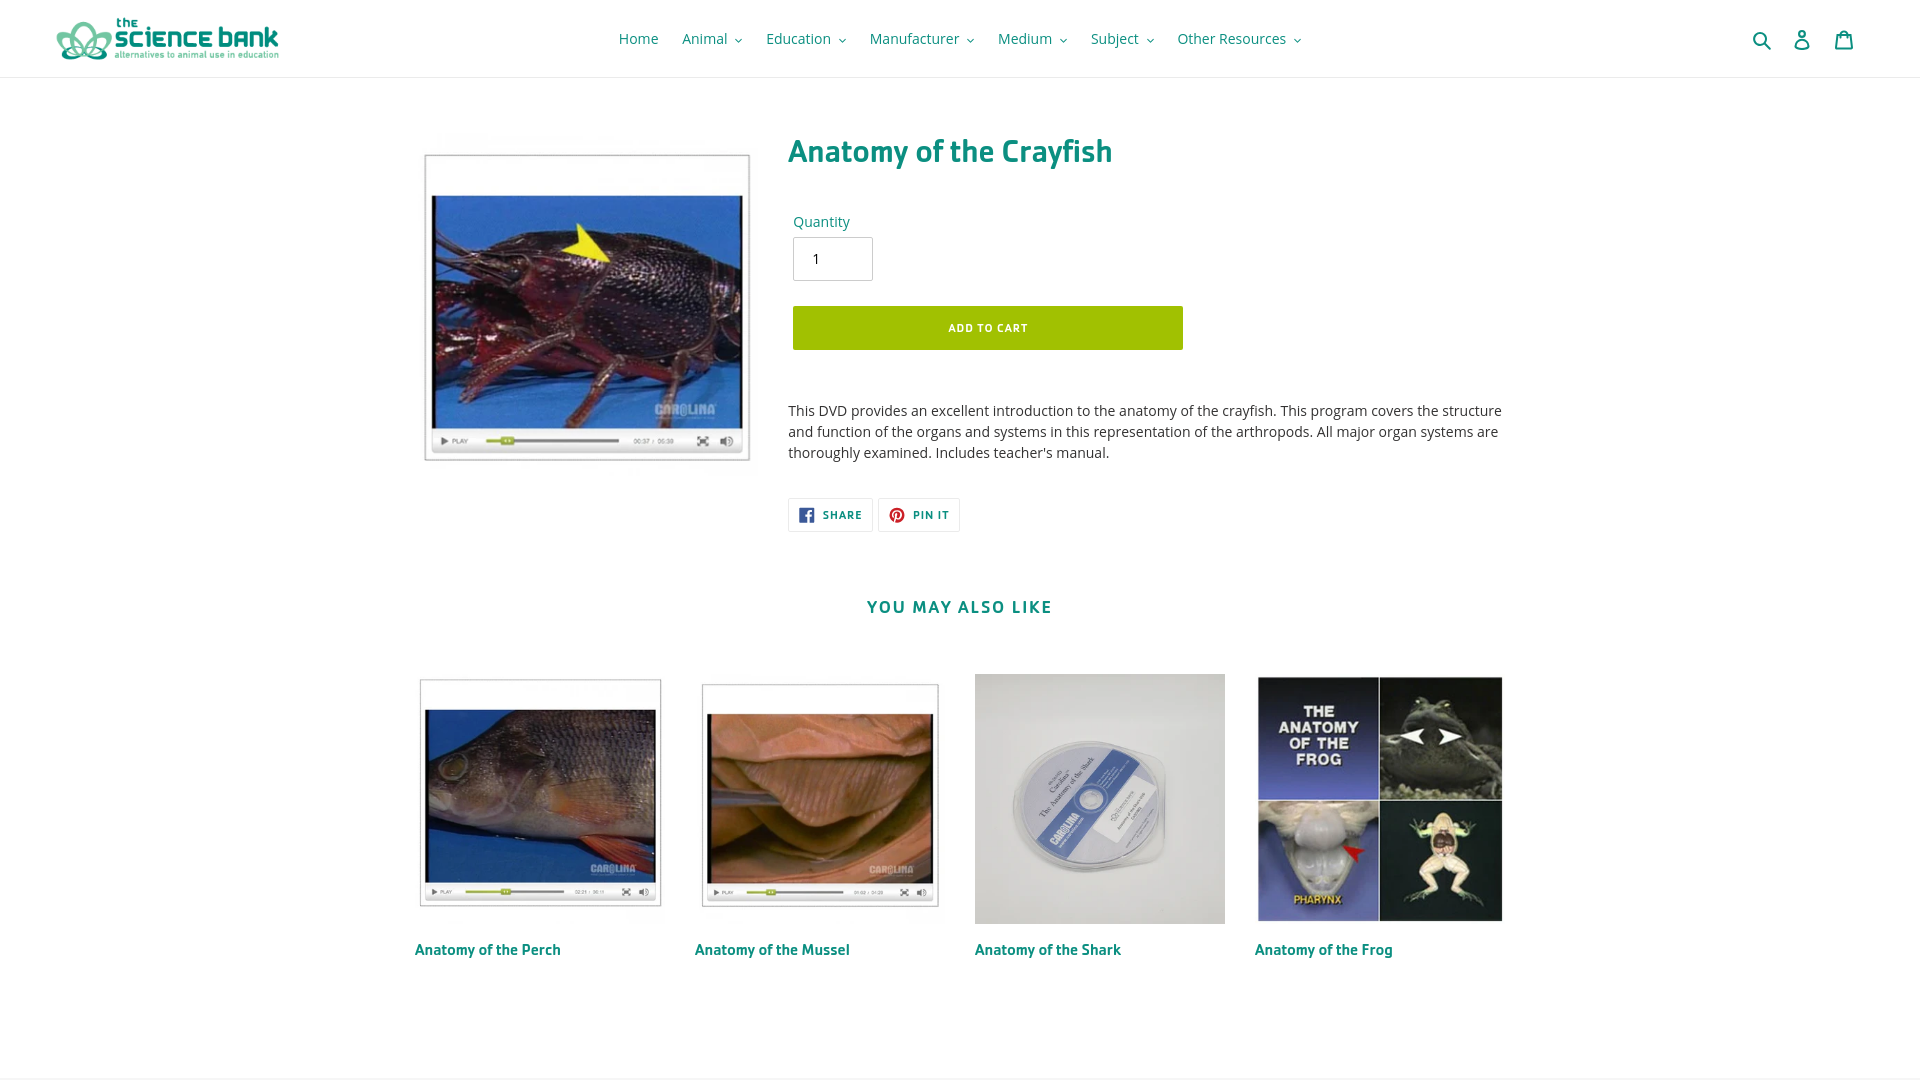 the
science bank
alternatives to animal use in education
Home
Animal
Education
Manufacturer
Medium
Subject
Other Resources
Anatomy of the Crayfish
CAROLINA
PLAY
00:37
Quantity
1
ADD TO CART
This DVD provides an excellent introduction to the anatomy of the crayfish. This program covers the structure
and function of the organs and systems in this representation of the arthropods. All major organ systems are
thoroughly examined. Includes teacher's manual.
SHARE
PIN IT
YOU MAY ALSO LIKE
CAROLINA
PLAY
CAROLINA
PLAY
Carolina
The Anatomy of the Shark
CAROLINA
THE
ANATOMY
OF THE
FROG
PHARYNX
Anatomy of the Perch
Anatomy of the Mussel
Anatomy of the Shark
Anatomy of the Frog